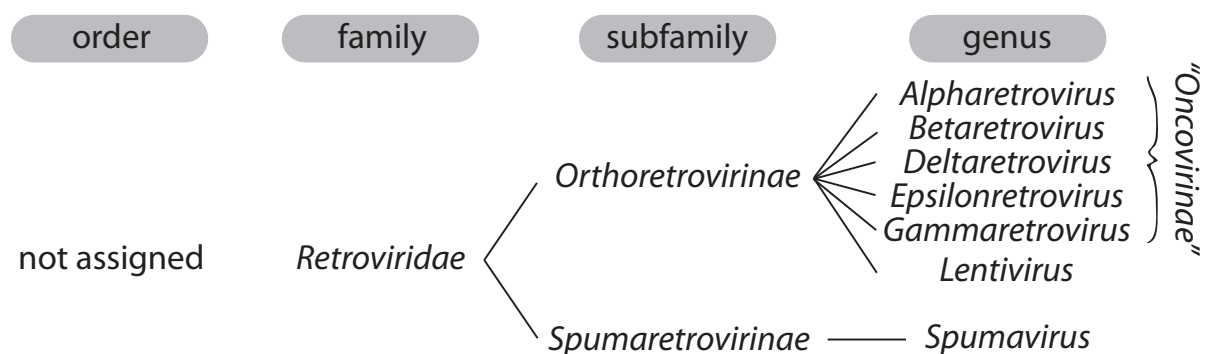 order family subfamily genus
Alpharetrovirus
Betaretrovirus
Deltaretrovirus
Orthoretrovirinae
Epsilonretrovirus
Gammaretrovirus
"Oncovirinae"
not assigned Retroviridae
Lentivirus
Spumaretrovirinae Spumavirus